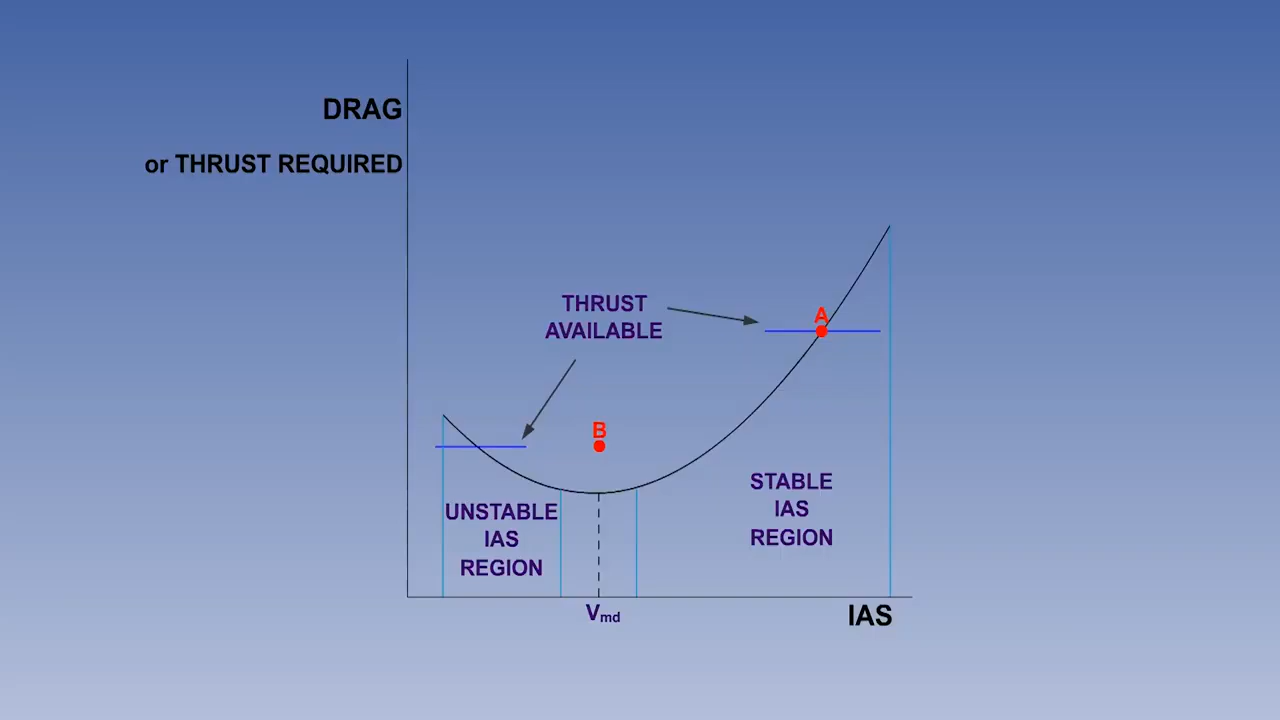 DRAG
or THRUST REQUIRED
THRUST
AVAILABLE
A
B
STABLE
IAS
REGION
UNSTABLE
IAS
REGION
Vmd
IAS